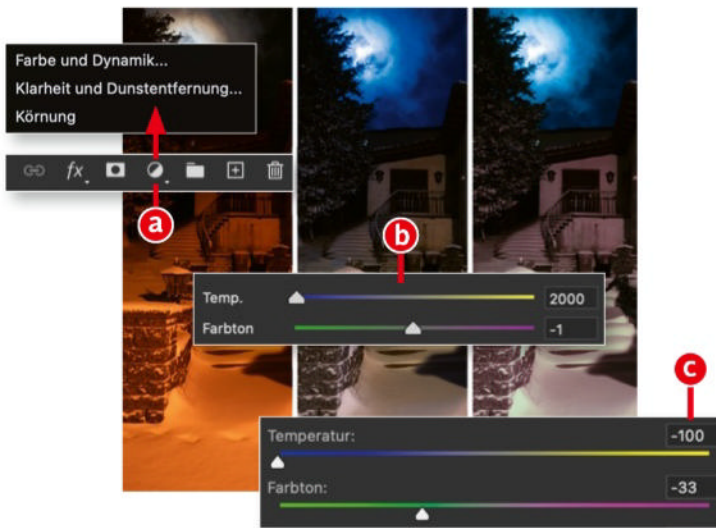 Farbe und Dynamik...
Klarheit und Dunstentfernung...
Körnung
fx
a
b
Temp. 2000
Farbton -1
c
Temperatur: -100
Farbton: -33